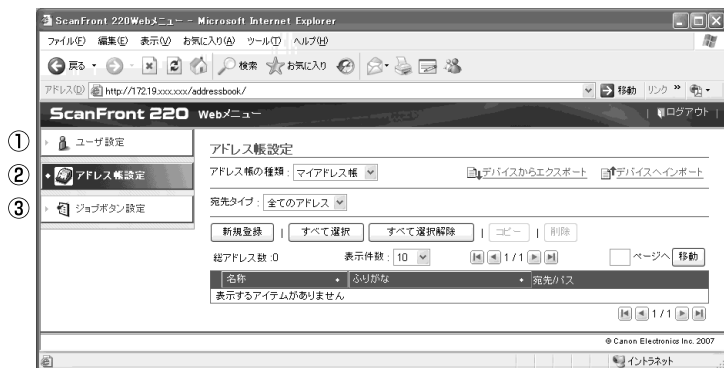 ScanFront 220Webメニュー - Microsoft Internet Explorer
ファイル(F) 編集(E) 表示(V) お気に入り(A) ツール(T) ヘルプ(H)
戻る 検索 お気に入り
アドレス(D) http://172.19.xxx.xxx/addressbook/ 移動 リンク »
ScanFront 220 Webメニュー ログアウト
① ユーザ設定
② アドレス帳設定
③ ジョブボタン設定
アドレス帳設定
アドレス帳の種類 : マイアドレス帳 デバイスからエクスポート デバイスへインポート
宛先タイプ : 全てのアドレス
新規登録 | すべて選択 すべて選択解除 | コピー | 削除
総アドレス数 :0 表示件数 : 10 1 / 1 ページへ 移動
名称 ふりがな 宛先/パス
表示するアイテムがありません
1 / 1
© Canon Electronics Inc. 2007
イントラネット